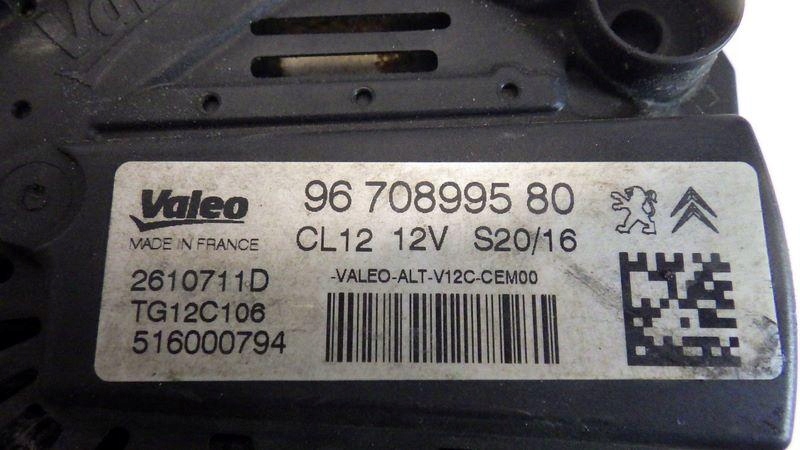 Valeo
96 708995 80
MADE IN FRANCE
CL12 12V S20/16
2610711D
-VALEO-ALT-V12C-CEM00
TG12C106
516000794